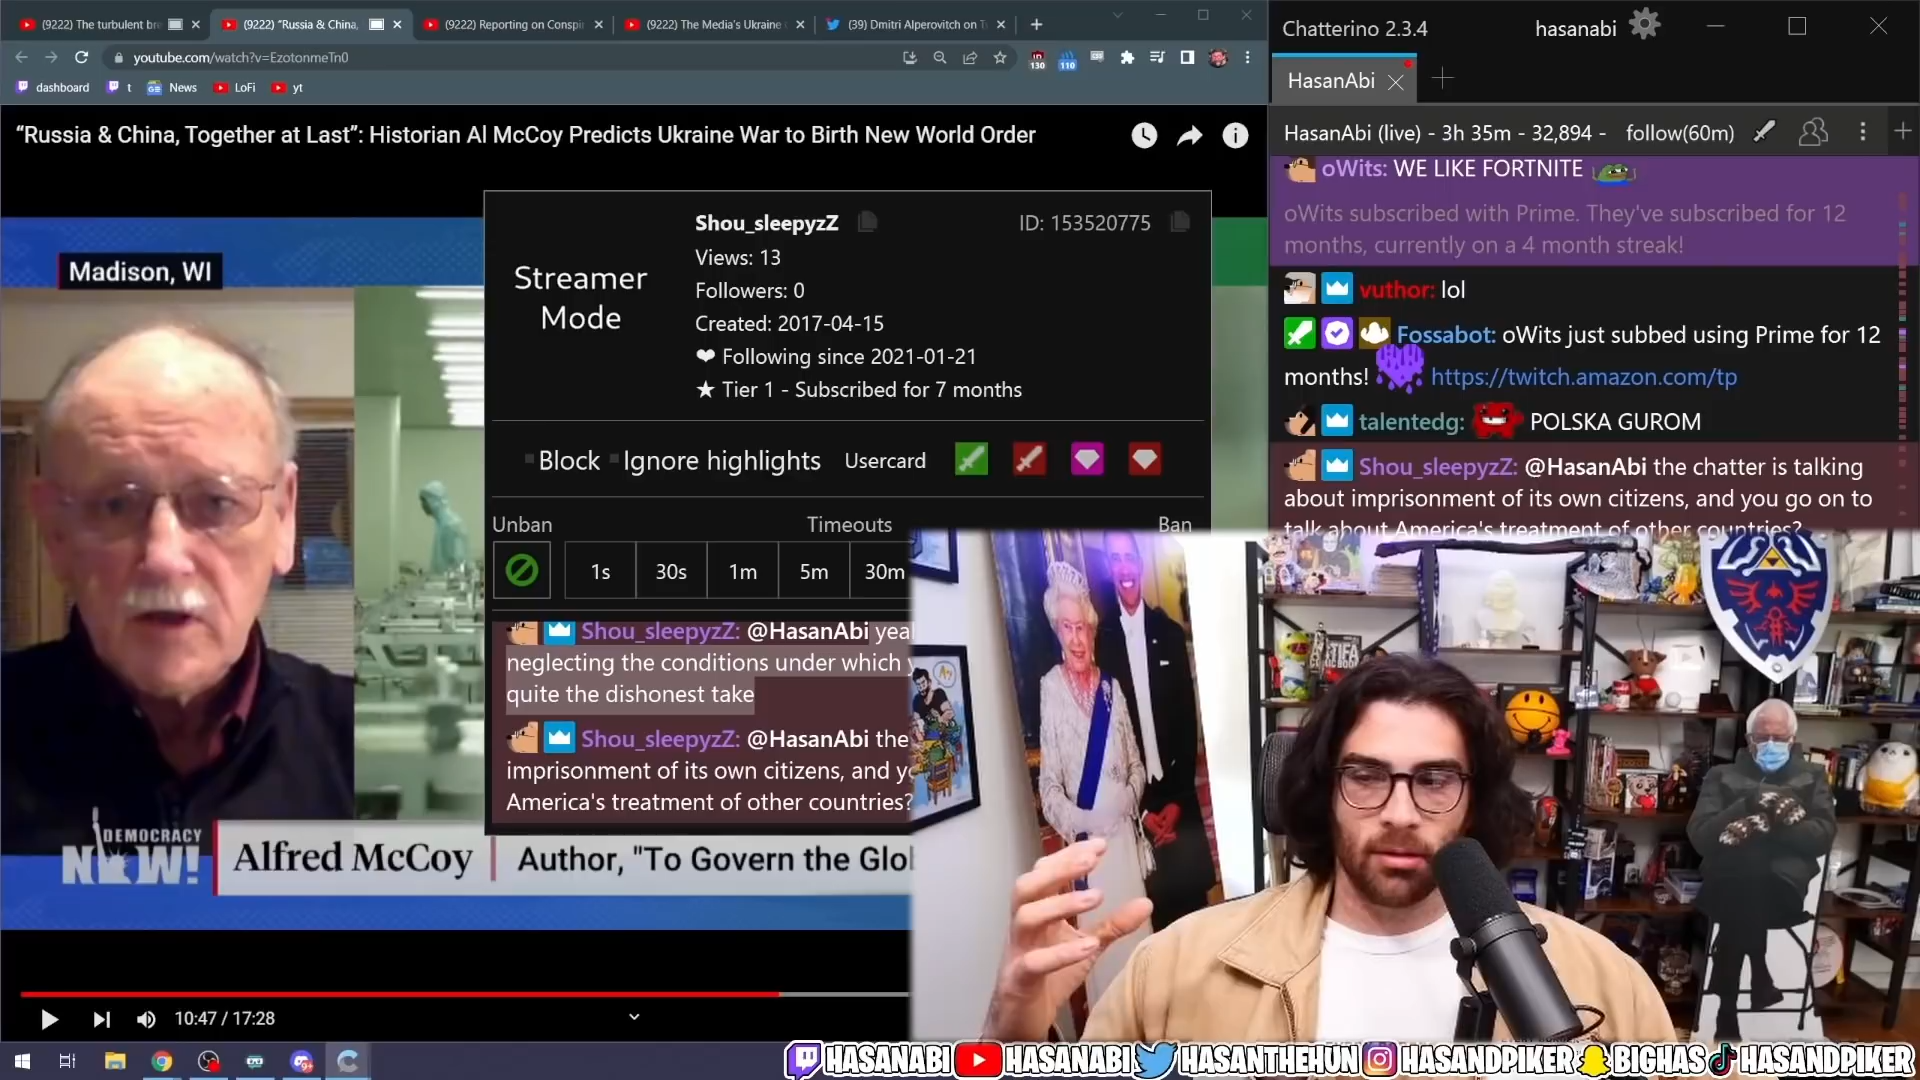 (9222) The turbulent bre
(9222) "Russia & China,
(9222) Reporting on Conspi
(9222) The Media's Ukraine
(39) Dmitri Alperovitch on T
youtube.com/watch?v=EzotonmeTn0
130
110
dashboard
t
News
LoFi
yt
“Russia & China, Together at Last”: Historian Al McCoy Predicts Ukraine War to Birth New World Order
Madison, WI
Streamer
Mode
Shou_sleepyzZ
ID: 153520775
Views: 13
Followers: 0
Created: 2017-04-15
❤ Following since 2021-01-21
★ Tier 1 - Subscribed for 7 months
Block
Ignore highlights
Usercard
Unban
Timeouts
Ban
1s
30s
1m
5m
30m
Shou_sleepyzZ: @HasanAbi
neglecting the conditions under which
quite the dishonest take
Shou_sleepyzZ: @HasanAbi the
imprisonment of its own citizens, and
America's treatment of other countries?
DEMOCRACY
NOW!
Alfred McCoy
Author, "To Govern the Glo
10:47 / 17:28
Chatterino 2.3.4
hasanabi
HasanAbi
HasanAbi (live) - 3h 35m - 32,894 -
follow(60m)
oWits: WE LIKE FORTNITE
oWits subscribed with Prime. They've subscribed for 12
months, currently on a 4 month streak!
vuthor: lol
Fossabot: oWits just subbed using Prime for 12
months! https://twitch.amazon.com/tp
talentedg: POLSKA GUROM
Shou_sleepyzZ: @HasanAbi the chatter is talking
about imprisonment of its own citizens, and you go on to
talk about America's treatment of other countries?
HASANABI
HASANABI
HASANTHEHUN
HASANDPIKER
BIGHAS
HASANDPIKER